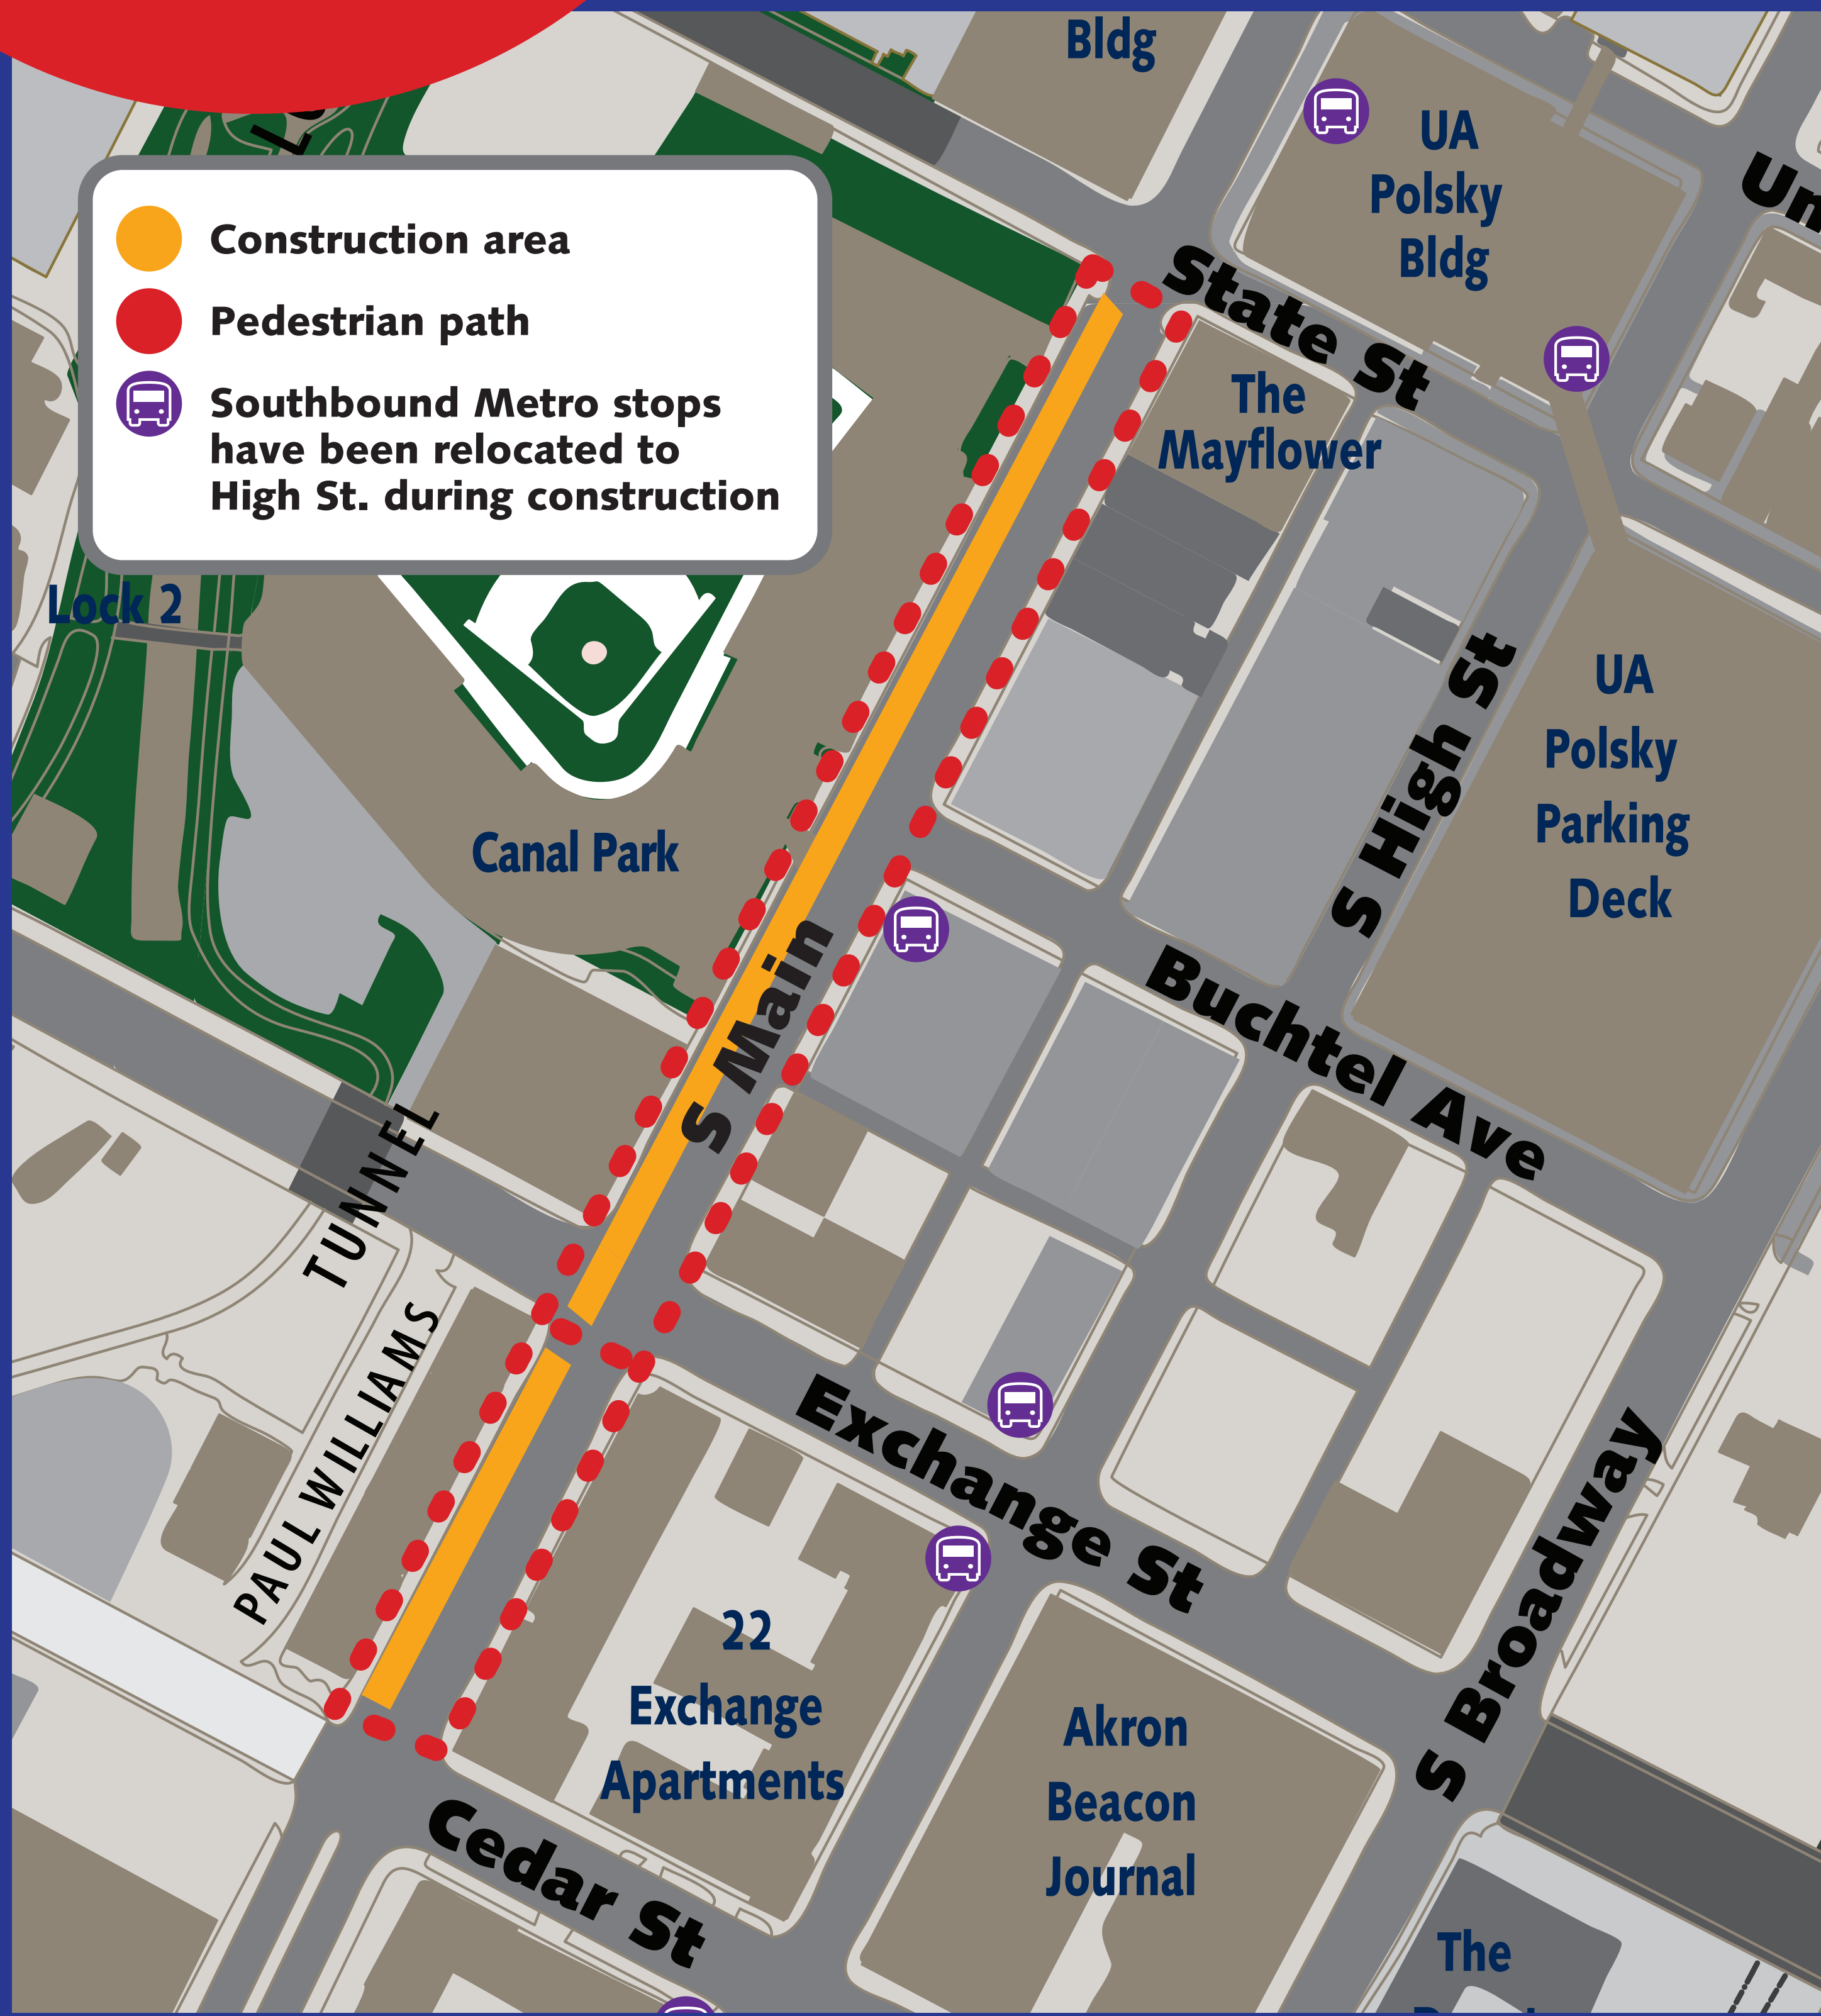 Bldg
UA
Polsky
Bldg
Construction area
Pedestrian path
Southbound Metro stops
have been relocated to
High St. during construction
State St
The
Mayflower
Lock 2
S High St
UA
Polsky
Parking
Deck
Canal Park
S Main
Buchtel Ave
TUNNEL
PAUL WILLIAMS
Exchange St
S Broadway
22
Exchange
Apartments
Akron
Beacon
Journal
Cedar St
The